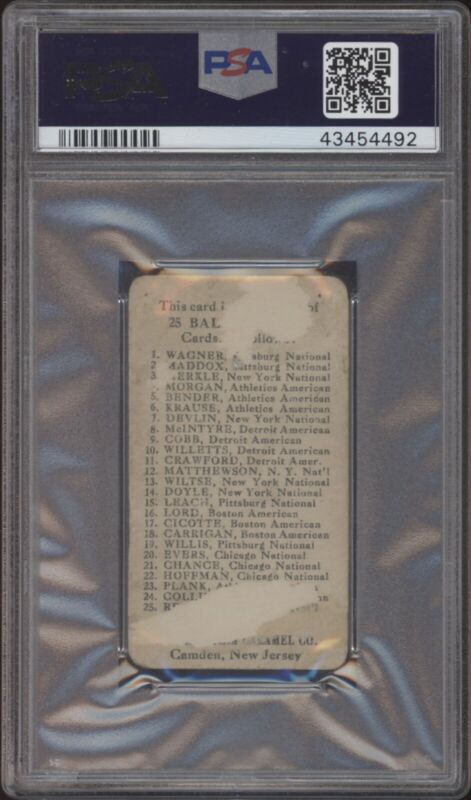 PSA
43454492
This card i of
25 BAL
Cards.
1. WAGNER, sburg National
2 MADDOX, Pittsburg National
3. ERKLE, New York National
4. MORGAN, Athletics American
5. BENDER, Athletics American
6. KRAUSE, Athletics American
7. DEVLIN, New York National
8. McINTYRE, Detroit American
9. COBB, Detroit American
10. WILLETTS, Detroit American
11. CRAWFORD, Detroit Amer.
12. MATTHEWSON, N. Y. Nat'l
13. WILTSE, New York National
14. DOYLE, New York National
15. LEACH, Pittsburg National
16. LORD, Boston American
17. CICOTTE, Boston American
18. CARRIGAN, Boston American
19. WILLIS, Pittsburg National
20. EVERS, Chicago National
21. CHANCE, Chicago National
22. HOFFMAN, Chicago National
23. PLANK,
24. COLLI
25.
CARAMEL CO.
Camden, New Jersey